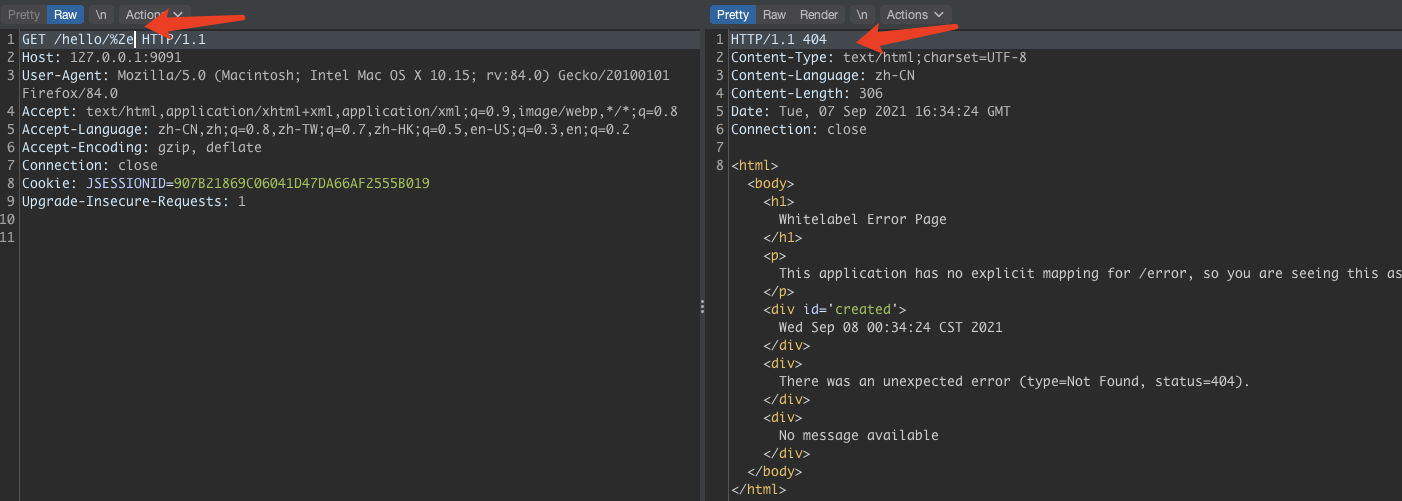 Pretty Raw \n Actions
1 GET /hello/%2e HTTP/1.1
2 Host: 127.0.0.1:9091
3 User-Agent: Mozilla/5.0 (Macintosh; Intel Mac OS X 10.15; rv:84.0) Gecko/20100101
Firefox/84.0
4 Accept: text/html,application/xhtml+xml,application/xml;q=0.9,image/webp,*/*;q=0.8
5 Accept-Language: zh-CN,zh;q=0.8,zh-TW;q=0.7,zh-HK;q=0.5,en-US;q=0.3,en;q=0.2
6 Accept-Encoding: gzip, deflate
7 Connection: close
8 Cookie: JSESSIONID=907B21869C06041D47DA66AF2555B019
9 Upgrade-Insecure-Requests: 1
10
11
Pretty Raw Render \n Actions
1 HTTP/1.1 404
2 Content-Type: text/html;charset=UTF-8
3 Content-Language: zh-CN
4 Content-Length: 306
5 Date: Tue, 07 Sep 2021 16:34:24 GMT
6 Connection: close
7
8 <html>
<body>
<h1>
Whitelabel Error Page
</h1>
<p>
This application has no explicit mapping for /error, so you are seeing this as
</p>
<div id='created'>
Wed Sep 08 00:34:24 CST 2021
</div>
<div>
There was an unexpected error (type=Not Found, status=404).
</div>
<div>
No message available
</div>
</body>
</html>